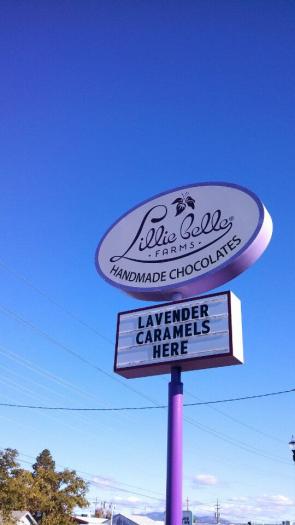 Lillie Belle®
• FARMS •
HANDMADE CHOCOLATES
LAVENDER
CARAMELS
HERE